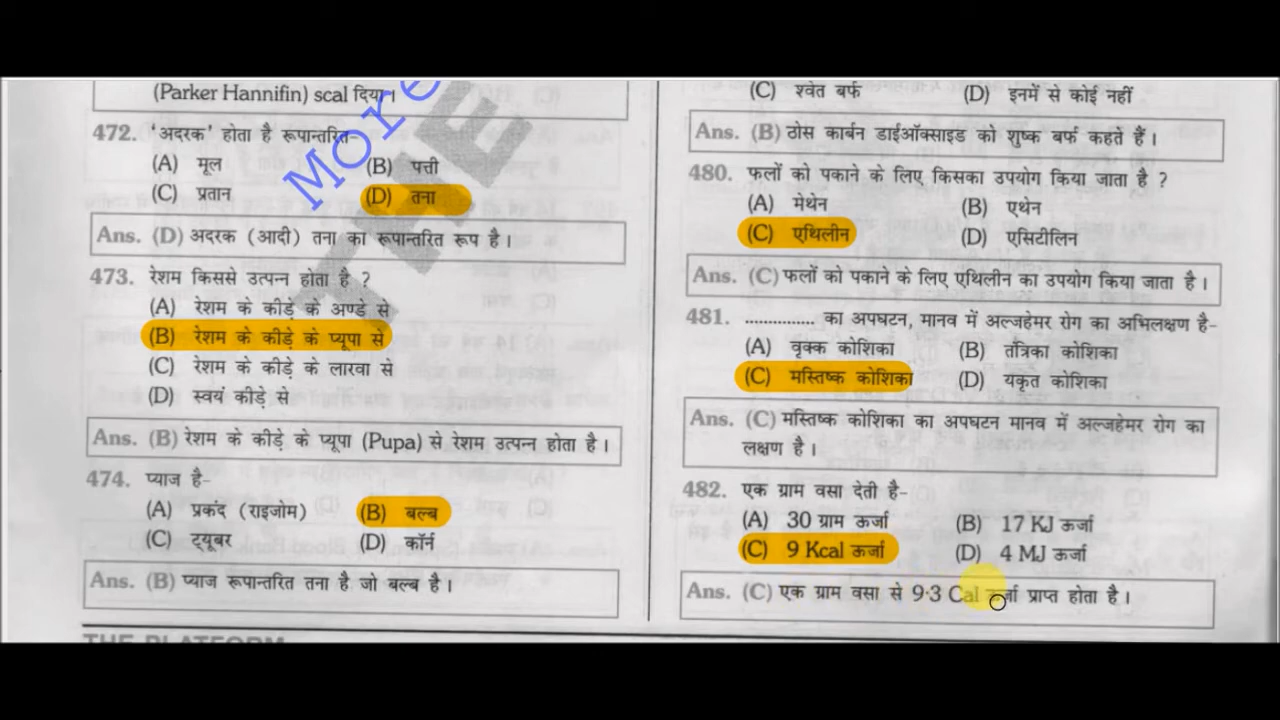 (Parker Hannifin) scal दिया।
472. 'अदरक' होता है रूपान्तरित-
(A) मूल (B) पत्ती
(C) प्रतान (D) तना
Ans. (D) अदरक (आदी) तना का रूपान्तरित रूप है।
473. रेशम किससे उत्पन्न होता है ?
(A) रेशम के कीड़े के अण्डे से
(B) रेशम के कीड़े के प्यूपा से
(C) रेशम के कीड़े के लारवा से
(D) स्वयं कीड़े से
Ans. (B) रेशम के कीड़े के प्यूपा (Pupa) से रेशम उत्पन्न होता है।
474. प्याज है-
(A) प्रकंद (राइजोम) (B) बल्ब
(C) ट्यूबर (D) कॉर्न
Ans. (B) प्याज रूपान्तरित तना है जो बल्ब है।
THE PLATFORM
(C) श्वेत बर्फ (D) इनमें से कोई नहीं
Ans. (B) ठोस कार्बन डाईऑक्साइड को शुष्क बर्फ कहते हैं।
480. फलों को पकाने के लिए किसका उपयोग किया जाता है ?
(A) मेथेन (B) एथेन
(C) एथिलीन (D) एसिटीलिन
Ans. (C) फलों को पकाने के लिए एथिलीन का उपयोग किया जाता है।
481. ................ का अपघटन, मानव में अल्जहेमर रोग का अभिलक्षण है-
(A) वृक्क कोशिका (B) तंत्रिका कोशिका
(C) मस्तिष्क कोशिका (D) यकृत कोशिका
Ans. (C) मस्तिष्क कोशिका का अपघटन मानव में अल्जहेमर रोग का
लक्षण है।
482. एक ग्राम वसा देती है-
(A) 30 ग्राम ऊर्जा (B) 17 KJ ऊर्जा
(C) 9 Kcal ऊर्जा (D) 4 MJ ऊर्जा
Ans. (C) एक ग्राम वसा से 9·3 Cal ऊर्जा प्राप्त होता है।
More
THE